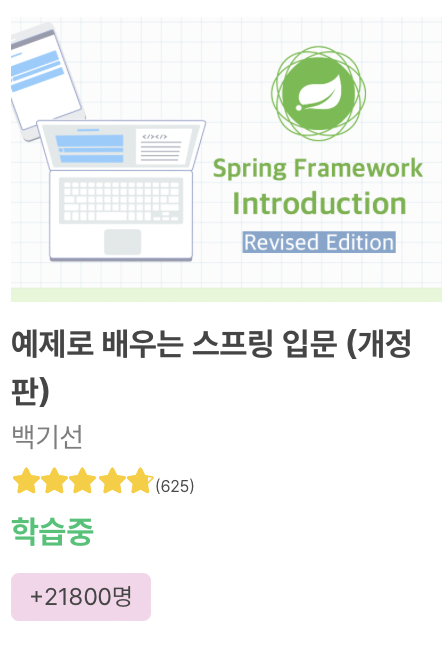 </></>
Spring Framework
Introduction
Revised Edition
예제로 배우는 스프링 입문 (개정
판)
백기선
(625)
학습중
+21800명